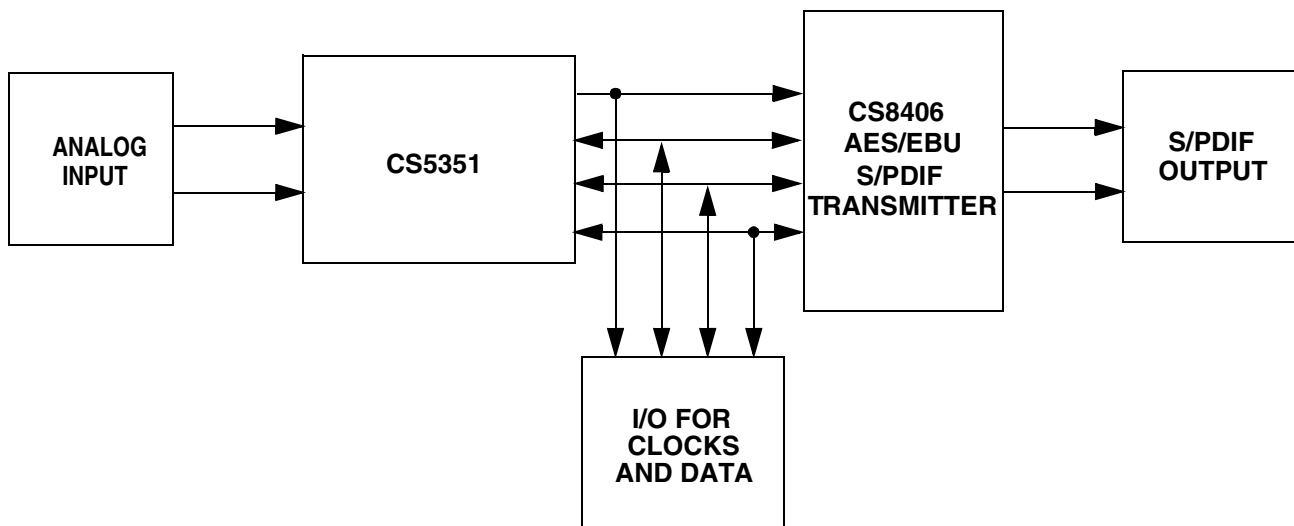 ANALOG
INPUT
CS5351
CS8406
AES/EBU
S/PDIF
TRANSMITTER
S/PDIF
OUTPUT
I/O FOR
CLOCKS
AND DATA